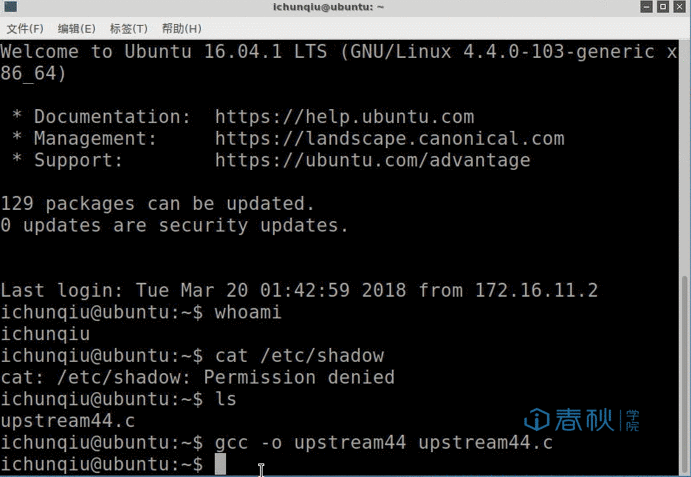 ichunqiu@ubuntu: ~
文件(F) 编辑(E) 标签(T) 帮助(H)
Welcome to Ubuntu 16.04.1 LTS (GNU/Linux 4.4.0-103-generic x
86_64)
* Documentation: https://help.ubuntu.com
* Management: https://landscape.canonical.com
* Support: https://ubuntu.com/advantage
129 packages can be updated.
0 updates are security updates.
Last login: Tue Mar 20 01:42:59 2018 from 172.16.11.2
ichunqiu@ubuntu:~$ whoami
ichunqiu
ichunqiu@ubuntu:~$ cat /etc/shadow
cat: /etc/shadow: Permission denied
ichunqiu@ubuntu:~$ ls
upstream44.c
春秋 学院
ichunqiu@ubuntu:~$ gcc -o upstream44 upstream44.c
ichunqiu@ubuntu:~$